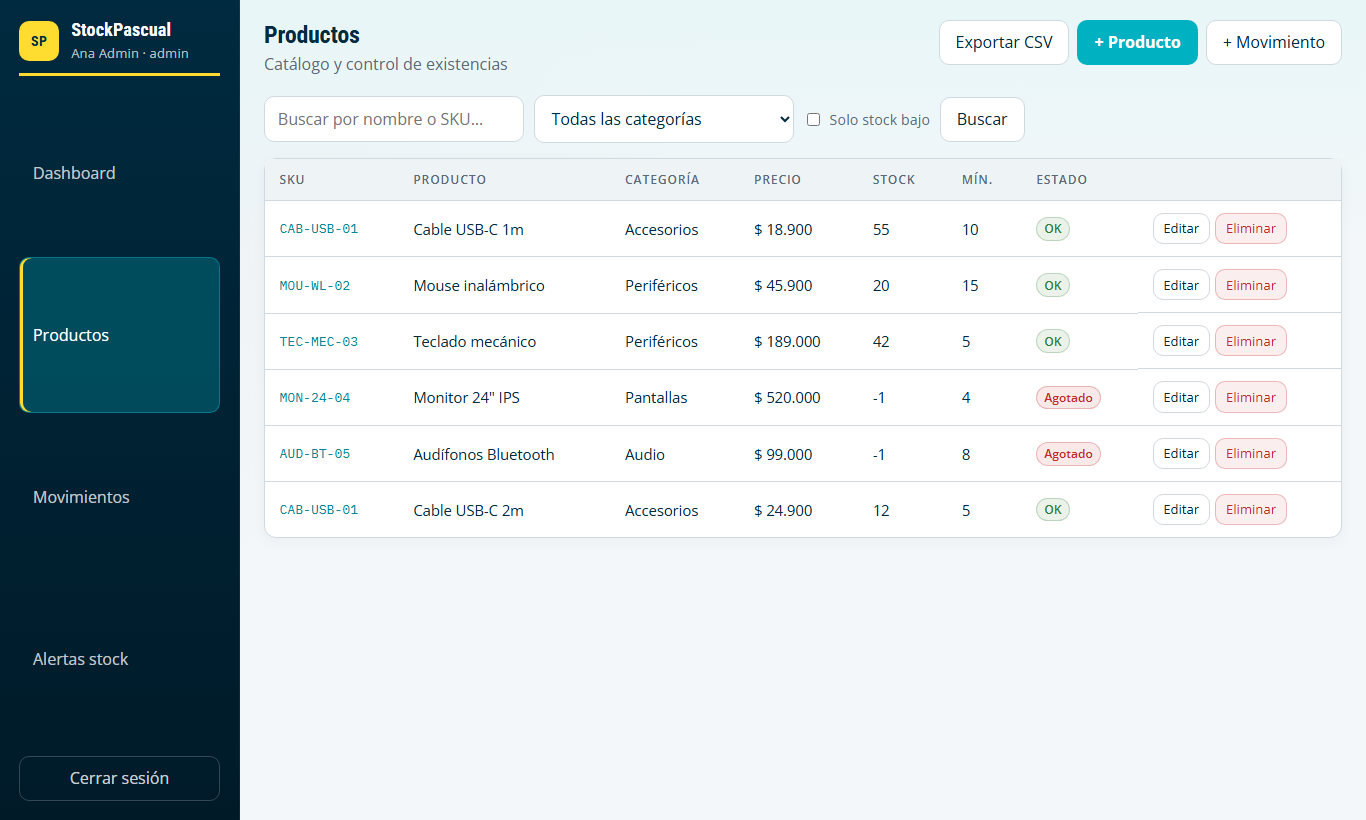 SP
StockPascual
Ana Admin · admin
Dashboard
Productos
Movimientos
Alertas stock
Cerrar sesión
Productos
Catálogo y control de existencias
Exportar CSV
+ Producto
+ Movimiento
Buscar por nombre o SKU...
Todas las categorías
Solo stock bajo
Buscar
SKU PRODUCTO CATEGORÍA PRECIO STOCK MÍN. ESTADO
CAB-USB-01 Cable USB-C 1m Accesorios $ 18.900 55 10 OK Editar Eliminar
MOU-WL-02 Mouse inalámbrico Periféricos $ 45.900 20 15 OK Editar Eliminar
TEC-MEC-03 Teclado mecánico Periféricos $ 189.000 42 5 OK Editar Eliminar
MON-24-04 Monitor 24" IPS Pantallas $ 520.000 -1 4 Agotado Editar Eliminar
AUD-BT-05 Audífonos Bluetooth Audio $ 99.000 -1 8 Agotado Editar Eliminar
CAB-USB-01 Cable USB-C 2m Accesorios $ 24.900 12 5 OK Editar Eliminar